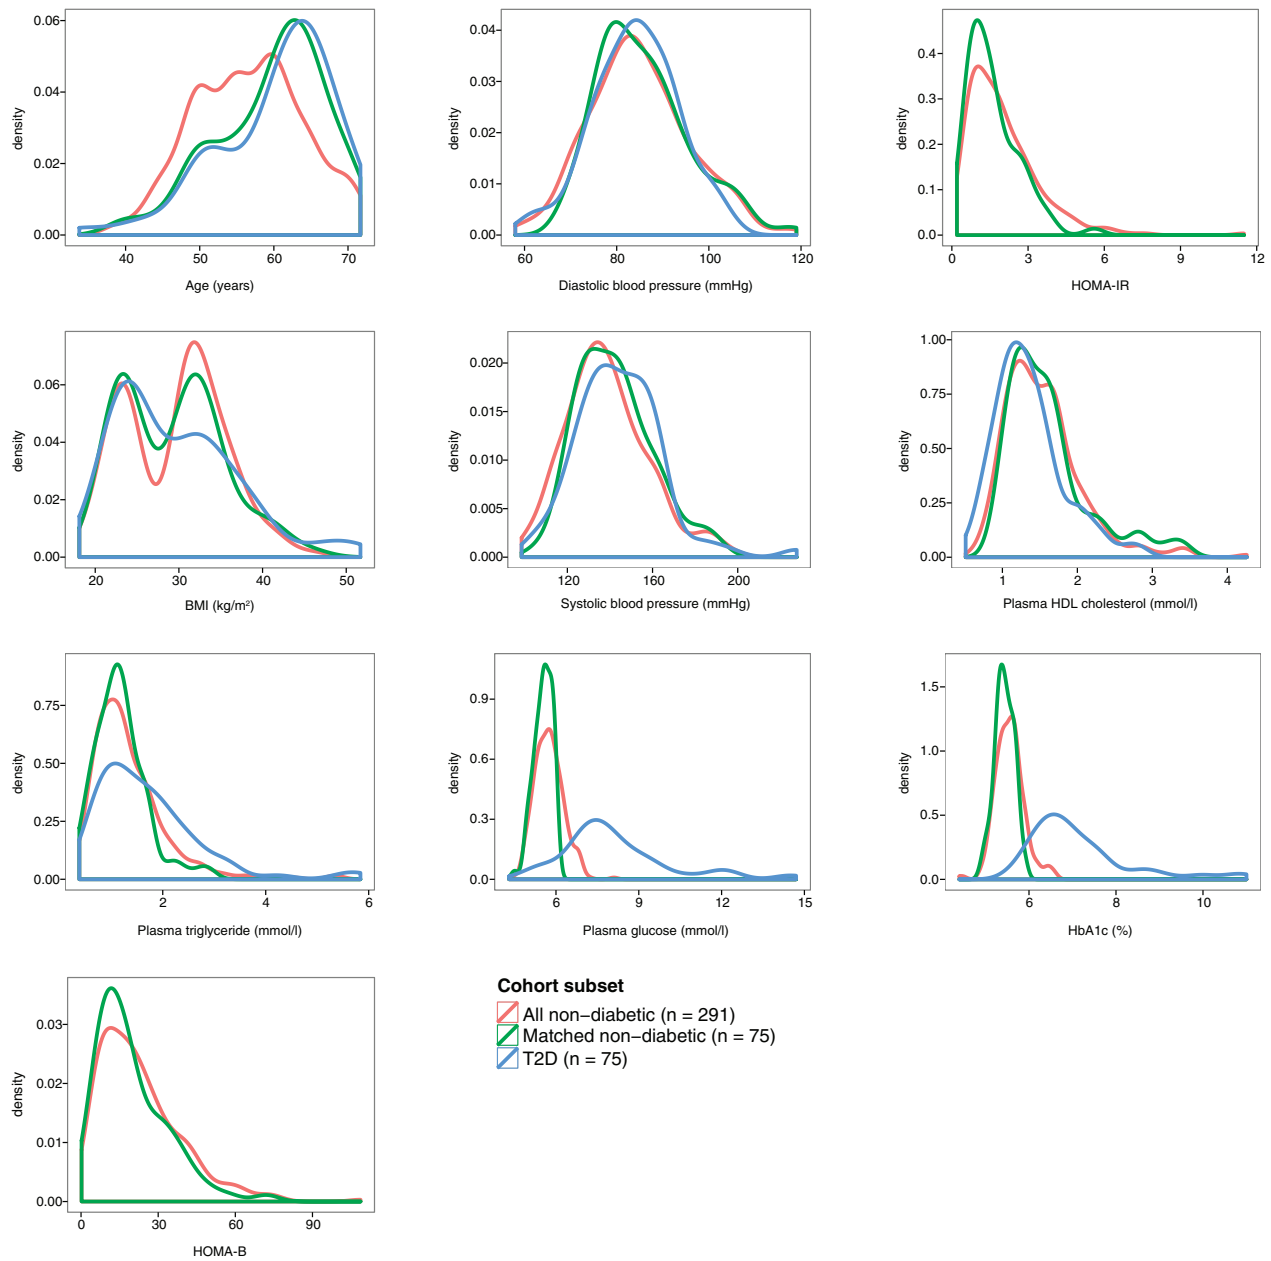 density
0.06
0.04
0.02
0.00
40 50 60 70
Age (years)
density
0.04
0.03
0.02
0.01
0.00
60 80 100 120
Diastolic blood pressure (mmHg)
density
0.4
0.3
0.2
0.1
0.0
0 3 6 9 12
HOMA-IR
density
0.06
0.04
0.02
0.00
20 30 40 50
BMI (kg/m²)
density
0.020
0.015
0.010
0.005
0.000
120 160 200
Systolic blood pressure (mmHg)
density
1.00
0.75
0.50
0.25
0.00
1 2 3 4
Plasma HDL cholesterol (mmol/l)
density
0.75
0.50
0.25
0.00
2 4 6
Plasma triglyceride (mmol/l)
density
0.9
0.6
0.3
0.0
6 9 12 15
Plasma glucose (mmol/l)
density
1.5
1.0
0.5
0.0
6 8 10
HbA1c (%)
density
0.03
0.02
0.01
0.00
0 30 60 90
HOMA-B
Cohort subset
All non−diabetic (n = 291)
Matched non−diabetic (n = 75)
T2D (n = 75)